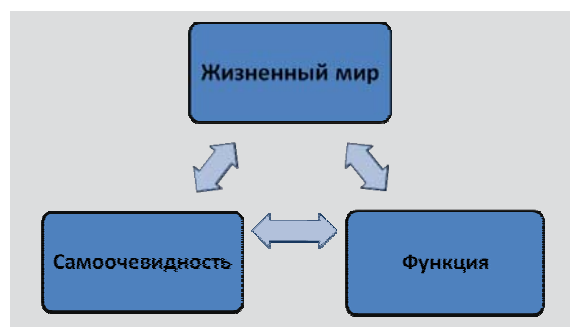 Жизненный мир
Самоочевидность
Функция